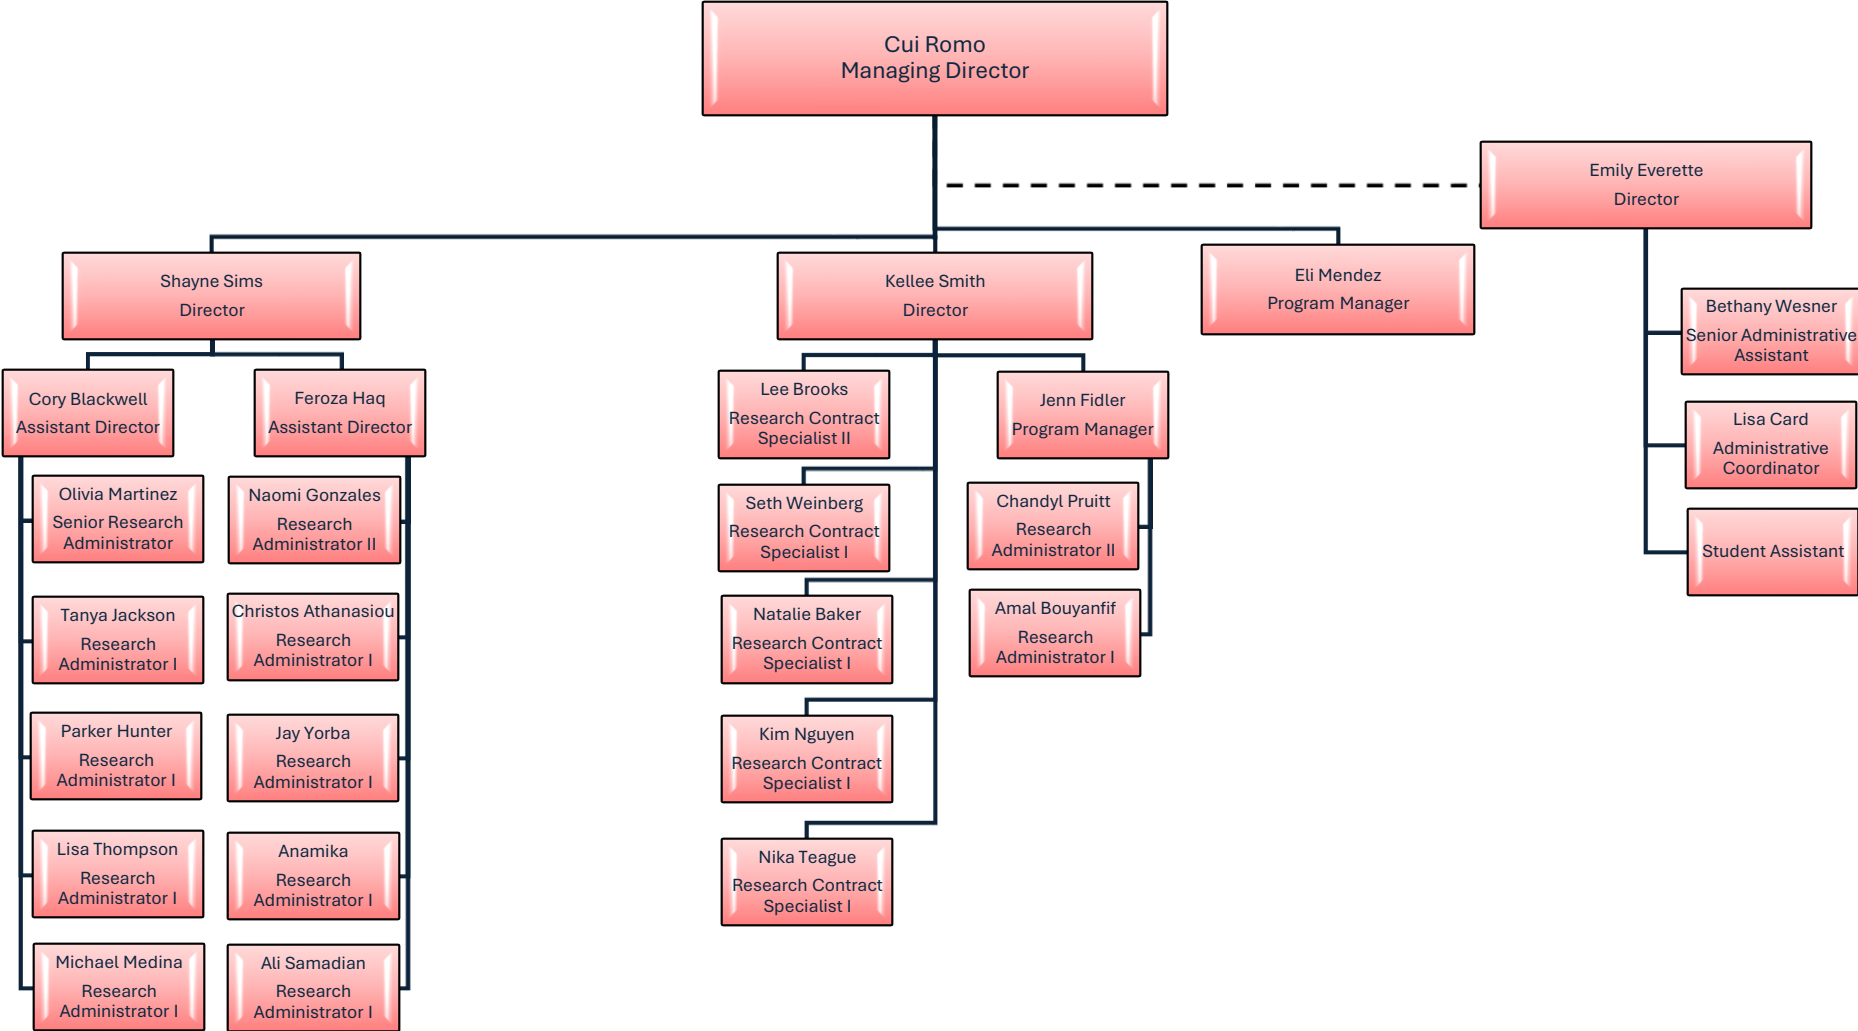 Cui Romo
Managing Director
Emily Everette
Director
Shayne Sims
Director
Kellee Smith
Director
Eli Mendez
Program Manager
Bethany Wesner
Senior Administrative
Assistant
Lisa Card
Administrative
Coordinator
Student Assistant
Cory Blackwell
Assistant Director
Olivia Martinez
Senior Research
Administrator
Tanya Jackson
Research
Administrator I
Parker Hunter
Research
Administrator I
Lisa Thompson
Research
Administrator I
Michael Medina
Research
Administrator I
Feroza Haq
Assistant Director
Naomi Gonzales
Research
Administrator II
Christos Athanasiou
Research
Administrator I
Jay Yorba
Research
Administrator I
Anamika
Research
Administrator I
Ali Samadian
Research
Administrator I
Lee Brooks
Research Contract
Specialist II
Seth Weinberg
Research Contract
Specialist I
Natalie Baker
Research Contract
Specialist I
Kim Nguyen
Research Contract
Specialist I
Nika Teague
Research Contract
Specialist I
Jenn Fidler
Program Manager
Chandyl Pruitt
Research
Administrator II
Amal Bouyanfif
Research
Administrator I